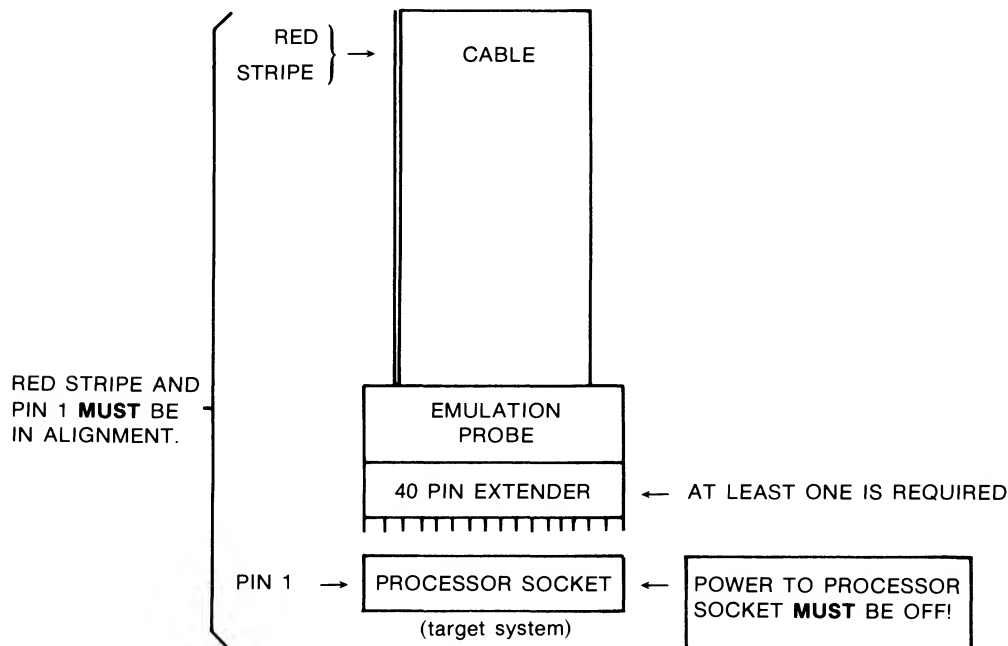 RED
STRIPE
CABLE
RED STRIPE AND
PIN 1 MUST BE
IN ALIGNMENT.
EMULATION
PROBE
40 PIN EXTENDER
AT LEAST ONE IS REQUIRED
PIN 1
PROCESSOR SOCKET
(target system)
POWER TO PROCESSOR
SOCKET MUST BE OFF!